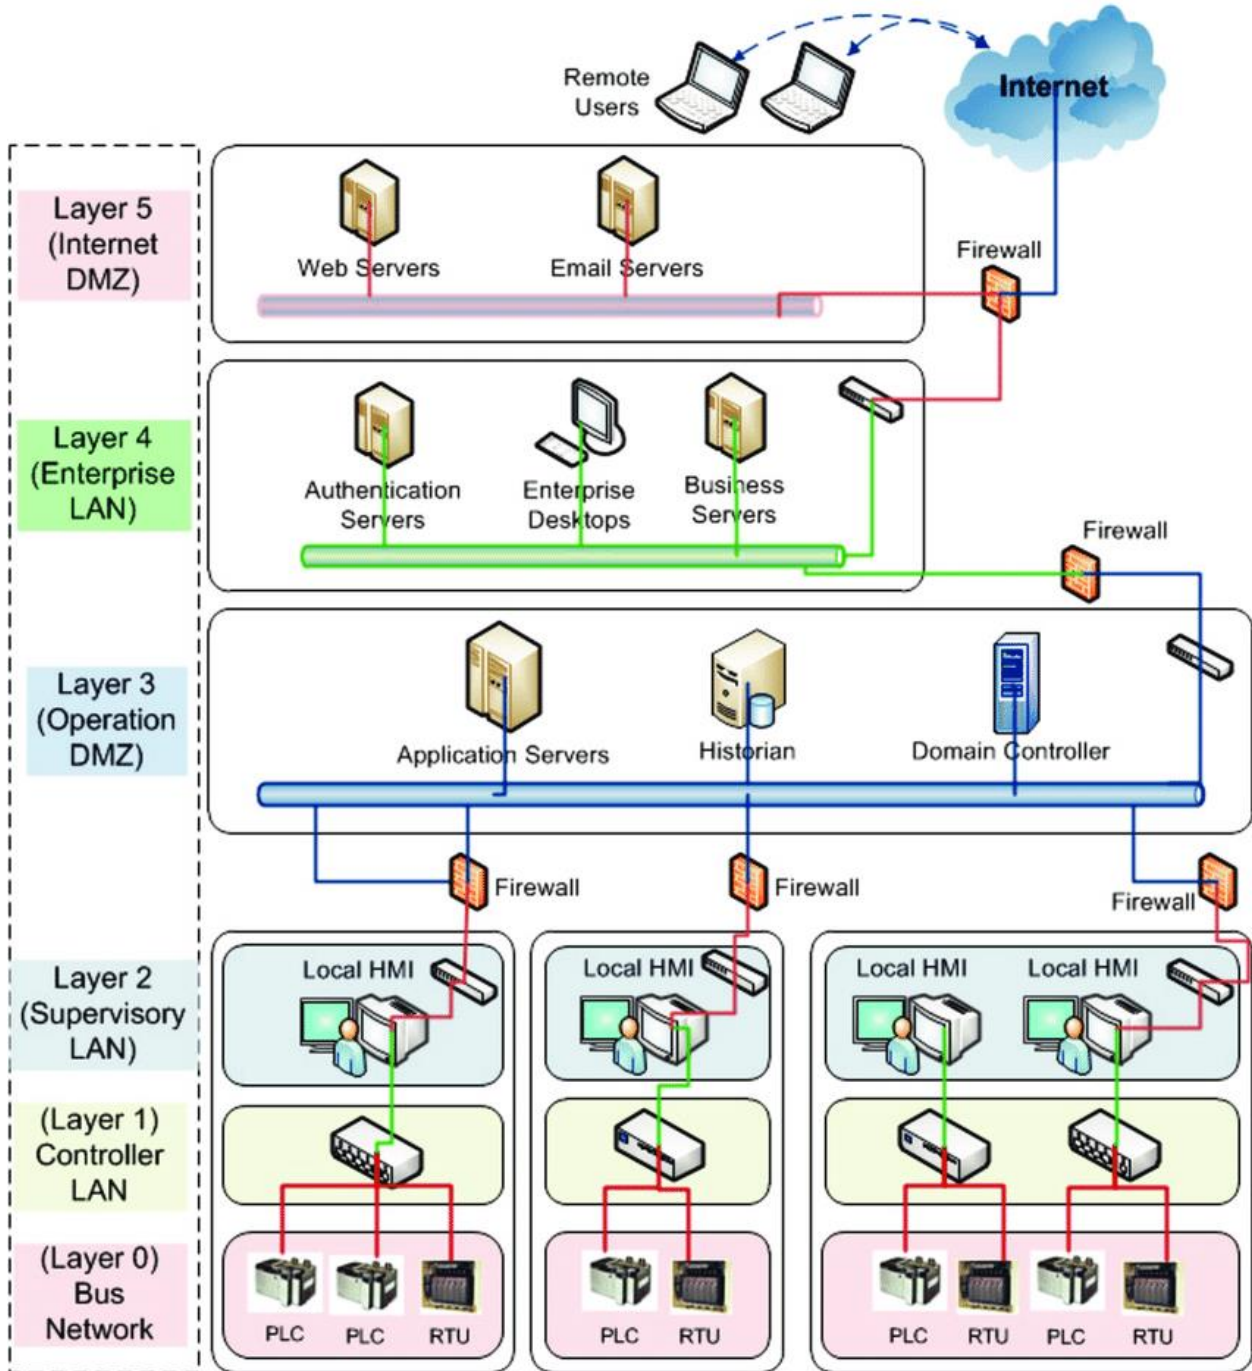 Remote
Users
Internet
Layer 5
(Internet
DMZ)
Web Servers
Email Servers
Firewall
Layer 4
(Enterprise
LAN)
Authentication
Servers
Enterprise
Desktops
Business
Servers
Firewall
Layer 3
(Operation
DMZ)
Application Servers
Historian
Domain Controller
Firewall
Firewall
Firewall
Layer 2
(Supervisory
LAN)
Local HMI
Local HMI
Local HMI
Local HMI
(Layer 1)
Controller
LAN
(Layer 0)
Bus
Network
PLC
PLC
RTU
PLC
RTU
PLC
RTU
PLC
RTU